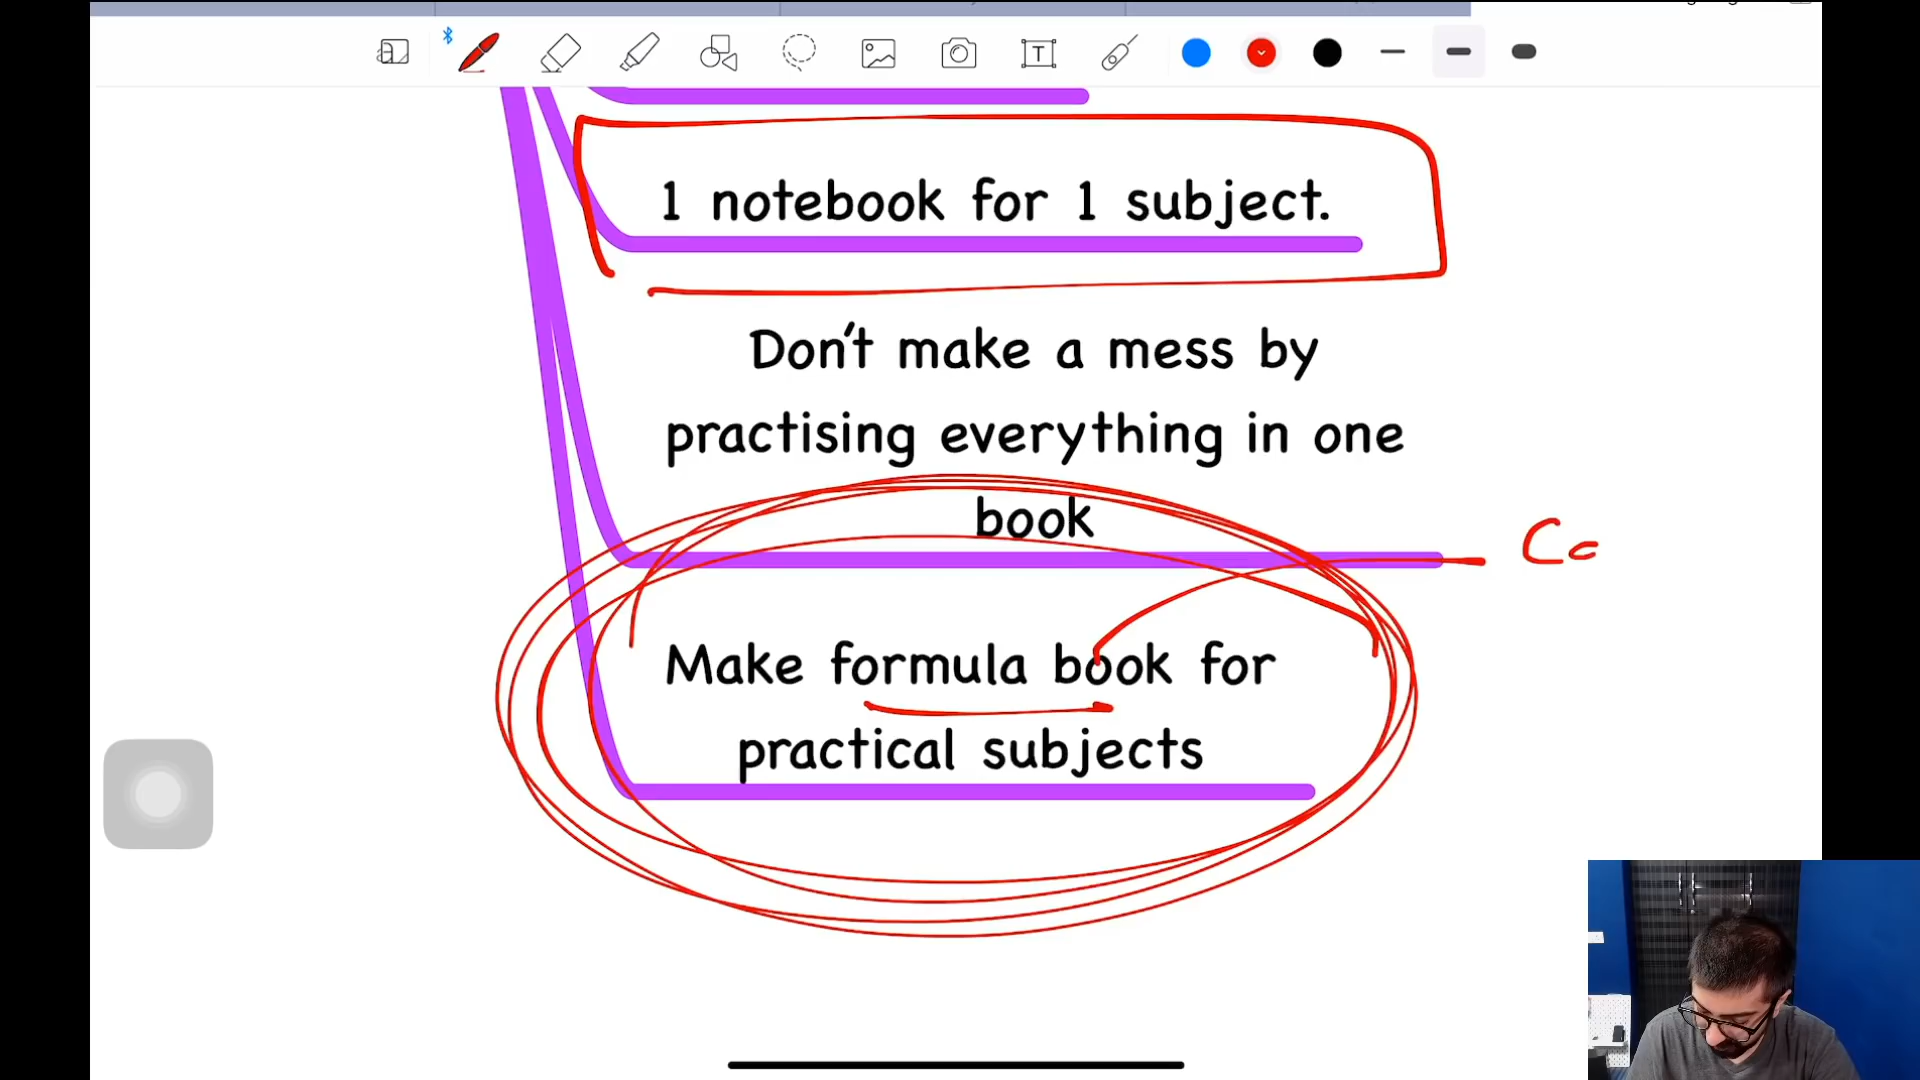 1 notebook for 1 subject.
Don't make a mess by
practising everything in one
book
Ca
Make formula book for
practical subjects